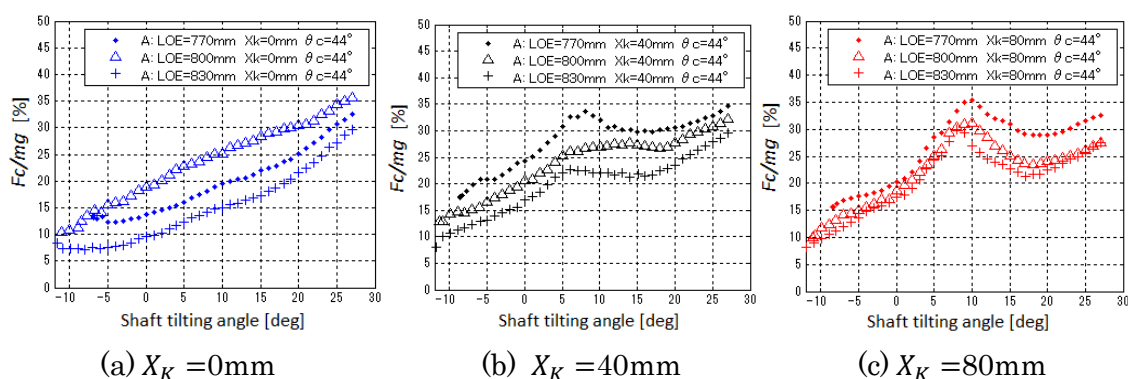 50
45
40
35
30
25
20
15
10
5
0
Fc/mg [%]
A: LOE=770mm Xk=0mm θc=44°
A: LOE=800mm Xk=0mm θc=44°
A: LOE=830mm Xk=0mm θc=44°
-10 -5 0 5 10 15 20 25 30
Shaft tilting angle [deg]
(a) X_K =0mm
50
45
40
35
30
25
20
15
10
5
0
Fc/mg [%]
A: LOE=770mm Xk=40mm θc=44°
A: LOE=800mm Xk=40mm θc=44°
A: LOE=830mm Xk=40mm θc=44°
-10 -5 0 5 10 15 20 25 30
Shaft tilting angle [deg]
(b) X_K =40mm
50
45
40
35
30
25
20
15
10
5
0
Fc/mg [%]
A: LOE=770mm Xk=80mm θc=44°
A: LOE=800mm Xk=80mm θc=44°
A: LOE=830mm Xk=80mm θc=44°
-10 -5 0 5 10 15 20 25 30
Shaft tilting angle [deg]
(c) X_K =80mm